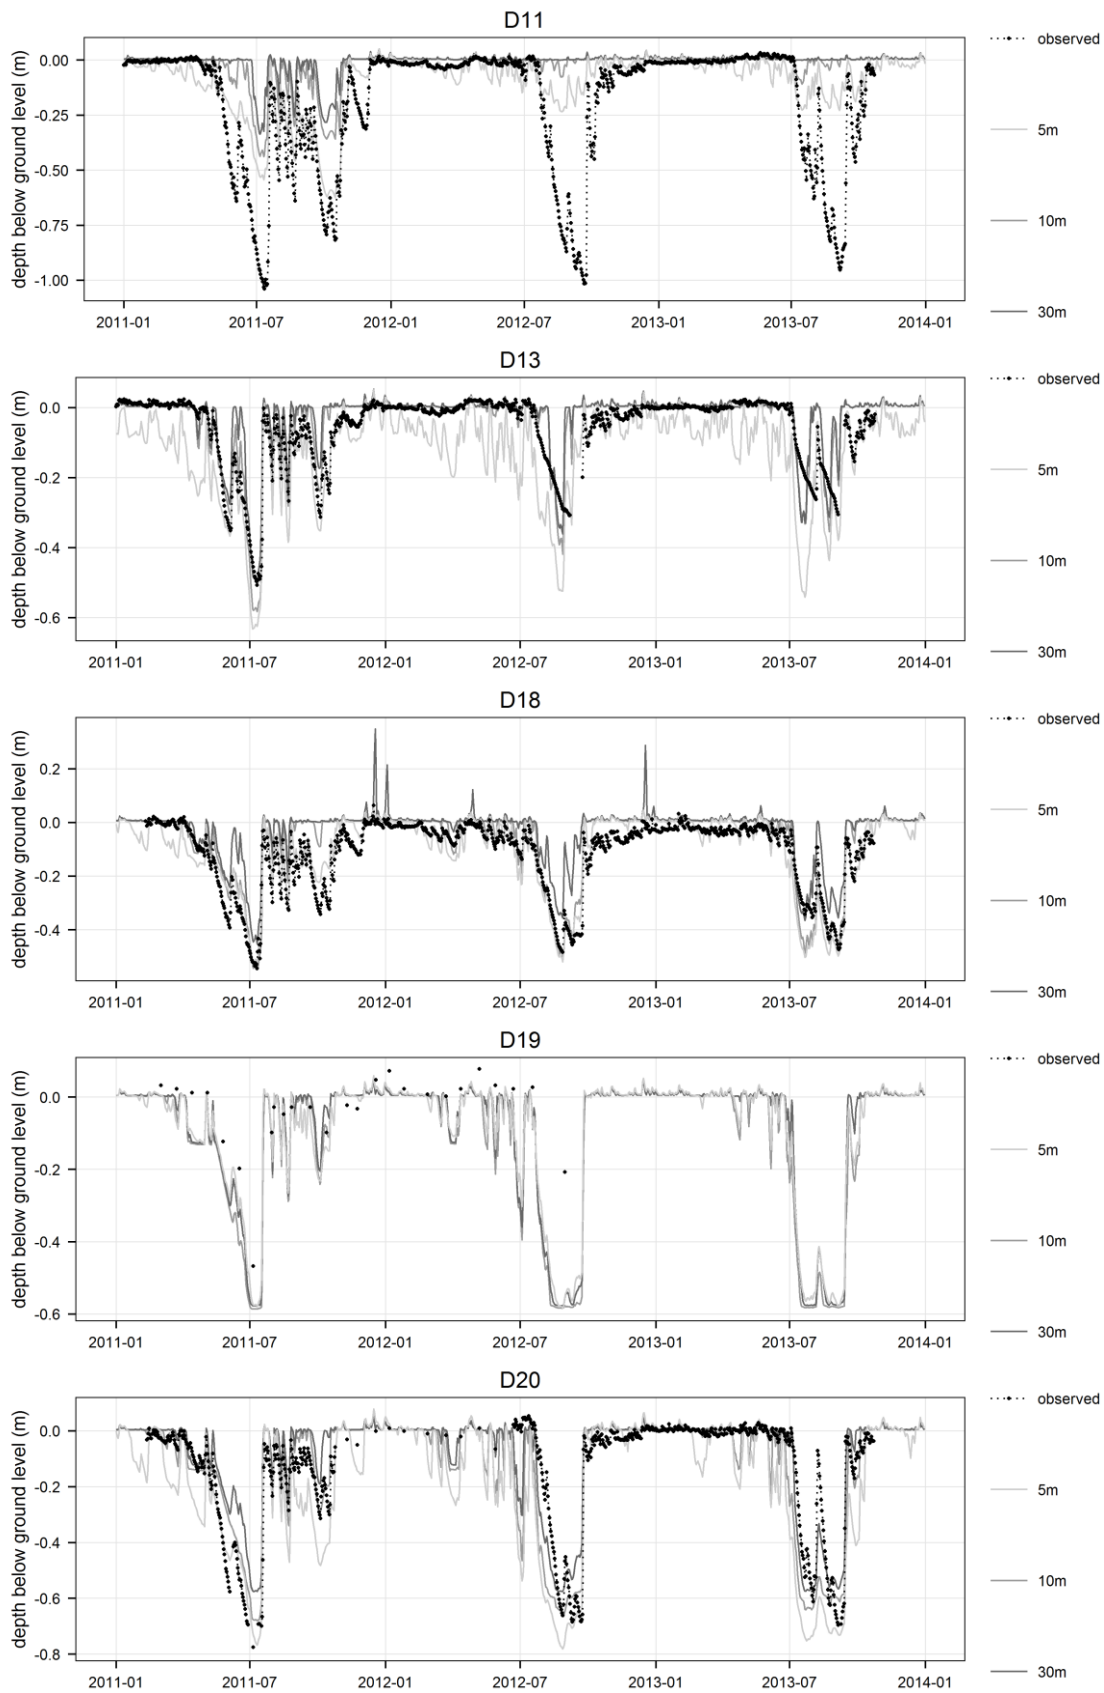 D11
depth below ground level (m)
0.00
-0.25
-0.50
-0.75
-1.00
2011-01 2011-07 2012-01 2012-07 2013-01 2013-07 2014-01
observed
5m
10m
30m
D13
depth below ground level (m)
0.0
-0.2
-0.4
-0.6
2011-01 2011-07 2012-01 2012-07 2013-01 2013-07 2014-01
observed
5m
10m
30m
D18
depth below ground level (m)
0.2
0.0
-0.2
-0.4
2011-01 2011-07 2012-01 2012-07 2013-01 2013-07 2014-01
observed
5m
10m
30m
D19
depth below ground level (m)
0.0
-0.2
-0.4
-0.6
2011-01 2011-07 2012-01 2012-07 2013-01 2013-07 2014-01
observed
5m
10m
30m
D20
depth below ground level (m)
0.0
-0.2
-0.4
-0.6
-0.8
2011-01 2011-07 2012-01 2012-07 2013-01 2013-07 2014-01
observed
5m
10m
30m